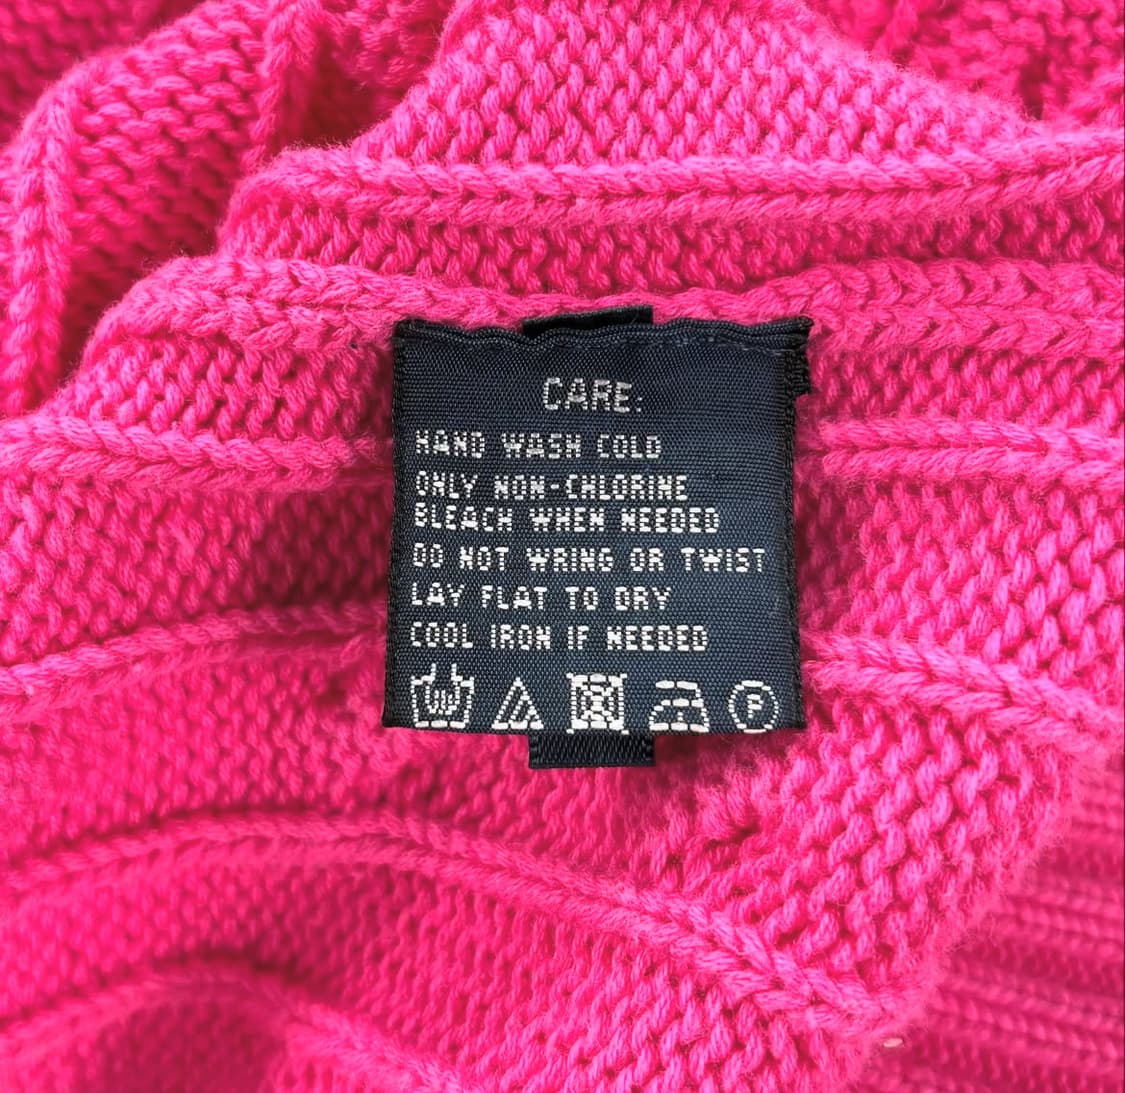 CARE:
HAND WASH COLD
ONLY NON-CHLORINE
BLEACH WHEN NEEDED
DO NOT WRING OR TWIST
LAY FLAT TO DRY
COOL IRON IF NEEDED
P